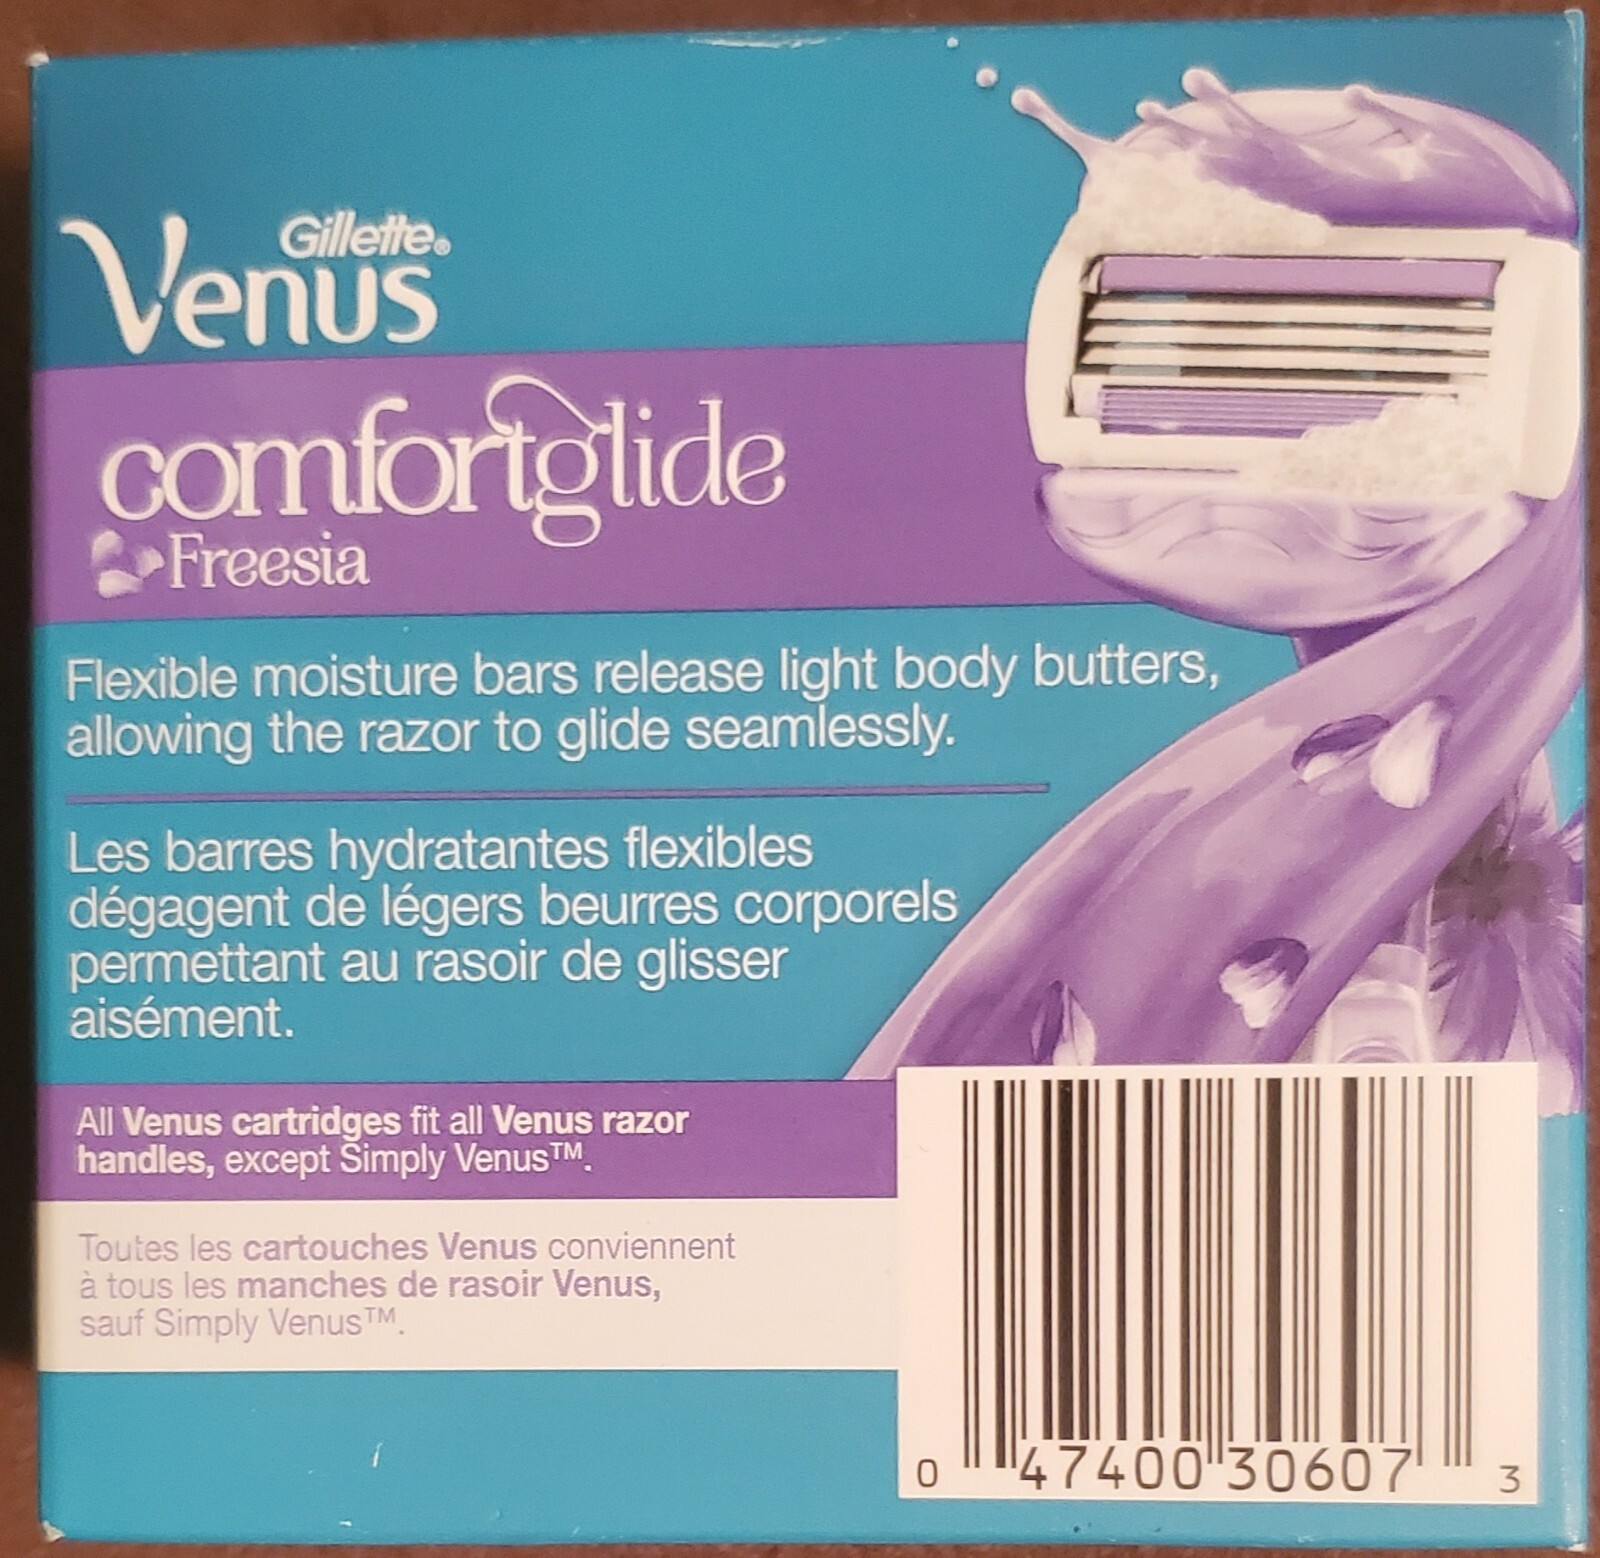 Gillette®
Venus
comfortglide
Freesia
Flexible moisture bars release light body butters,
allowing the razor to glide seamlessly.
Les barres hydratantes flexibles
dégagent de légers beurres corporels
permettant au rasoir de glisser
aisément.
All Venus cartridges fit all Venus razor
handles, except Simply Venus™.
Toutes les cartouches Venus conviennent
à tous les manches de rasoir Venus,
sauf Simply Venus™.
0 47400 30607 3